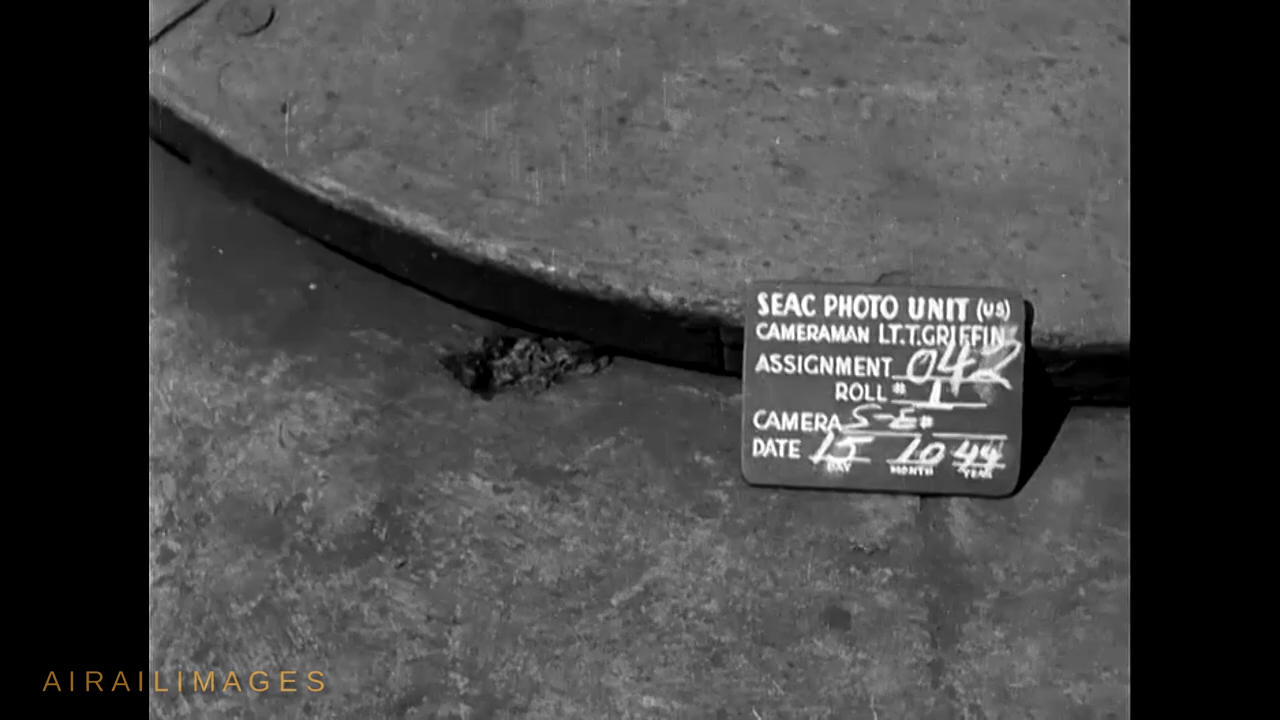 SEAC PHOTO UNIT (US)
CAMERAMAN LT.T.GRIFFIN
ASSIGNMENT 042
ROLL # 1
CAMERA S-E #
DATE 15 10 44
DAY MONTH YEAR
AIRAILIMAGES